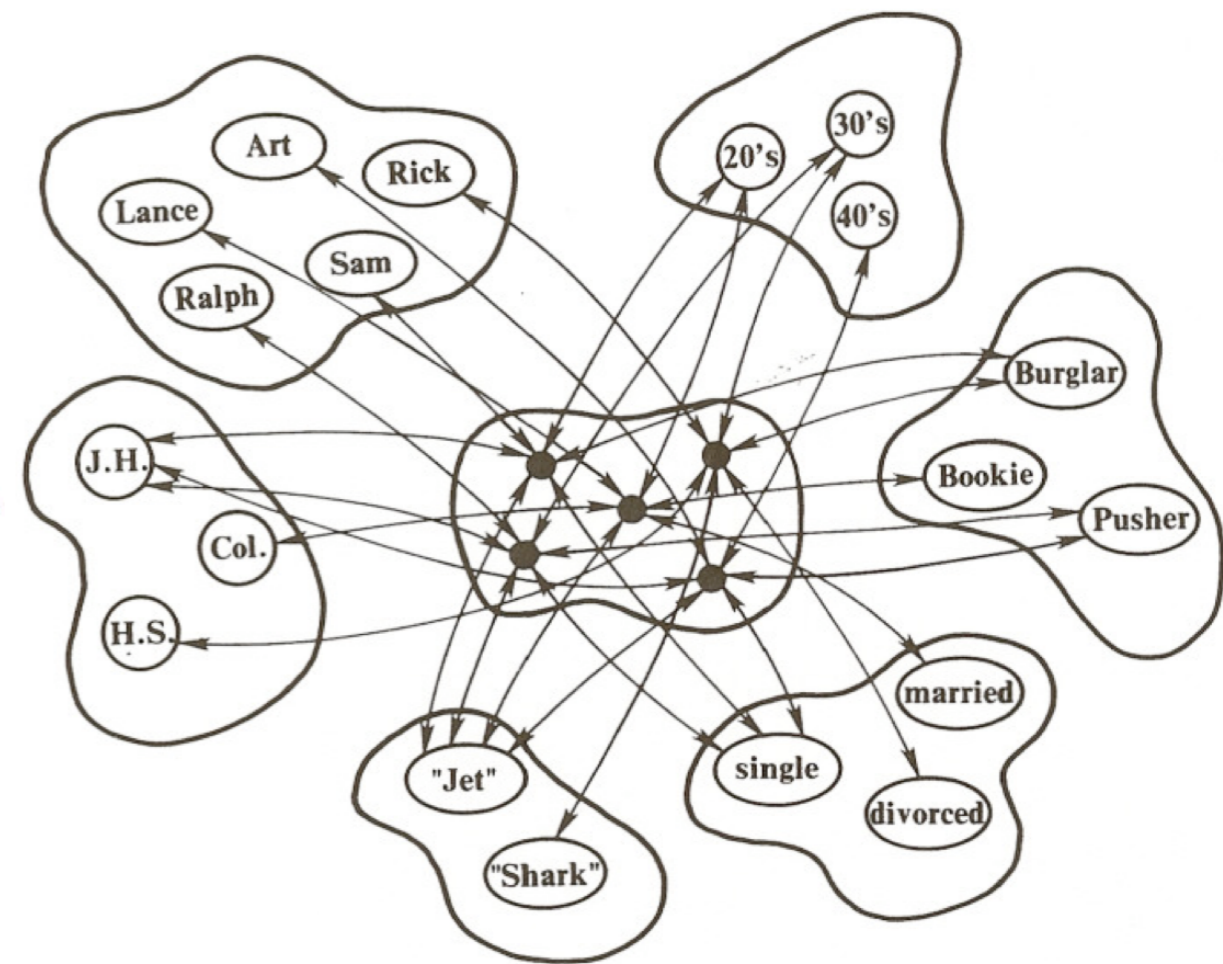 Art
Rick
Lance
Sam
Ralph
20's
30's
40's
Burglar
Bookie
Pusher
J.H.
Col.
H.S.
"Jet"
"Shark"
married
single
divorced